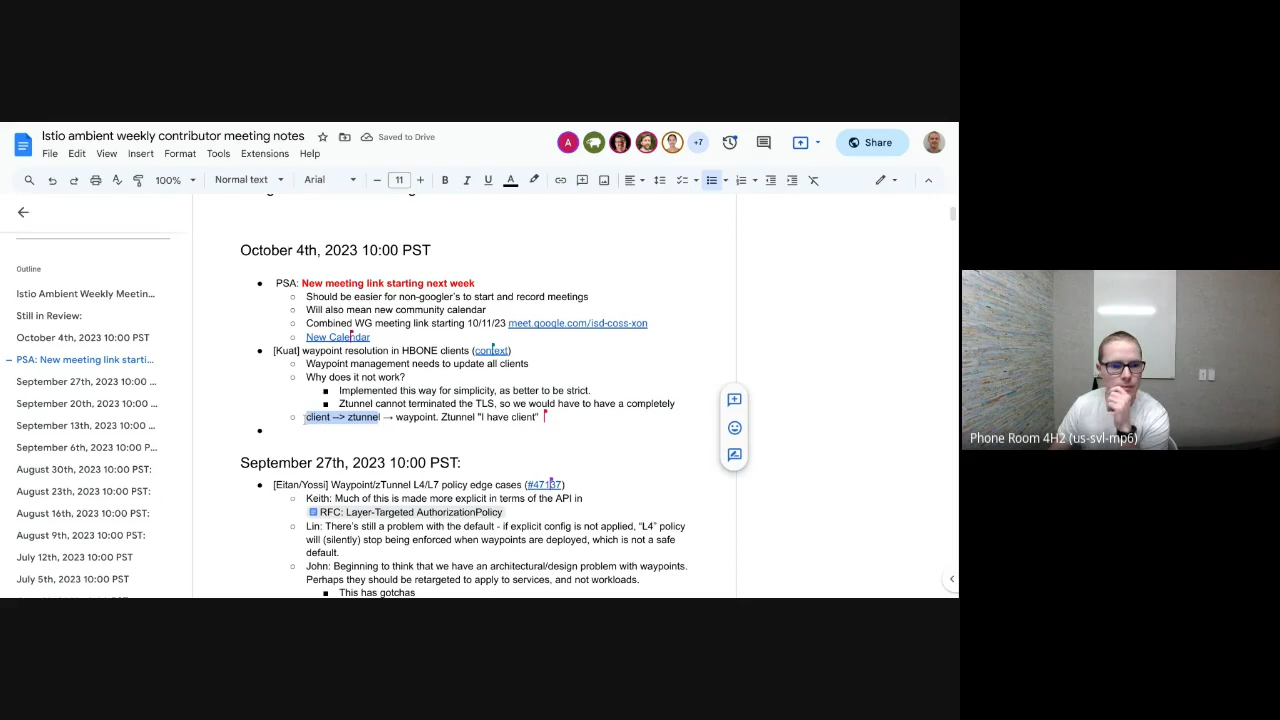 Istio ambient weekly contributor meeting notes
Saved to Drive
File Edit View Insert Format Tools Extensions Help
A
+7
Share
100%
Normal text
Arial
11
B I U A
Outline
Istio Ambient Weekly Meetin...
Still in Review:
October 4th, 2023 10:00 PST
PSA: New meeting link starti...
September 27th, 2023 10:00 ...
September 20th, 2023 10:00 ...
September 13th, 2023 10:00 ...
September 6th, 2023 10:00 P...
August 30th, 2023 10:00 PST:
August 23rd, 2023 10:00 PST:
August 16th, 2023 10:00 PST:
August 9th, 2023 10:00 PST:
July 12th, 2023 10:00 PST
July 5th, 2023 10:00 PST
October 4th, 2023 10:00 PST
● PSA: New meeting link starting next week
○ Should be easier for non-googler's to start and record meetings
○ Will also mean new community calendar
○ Combined WG meeting link starting 10/11/23 meet.google.com/isd-coss-xon
○ New Calendar
● [Kuat] waypoint resolution in HBONE clients (context)
○ Waypoint management needs to update all clients
○ Why does it not work?
■ Implemented this way for simplicity, as better to be strict.
■ Ztunnel cannot terminated the TLS, so we would have to have a completely
○ client --> ztunnel → waypoint. Ztunnel "I have client"
●
September 27th, 2023 10:00 PST:
● [Eitan/Yossi] Waypoint/zTunnel L4/L7 policy edge cases (#47137)
○ Keith: Much of this is made more explicit in terms of the API in
RFC: Layer-Targeted AuthorizationPolicy
○ Lin: There's still a problem with the default - if explicit config is not applied, "L4" policy
will (silently) stop being enforced when waypoints are deployed, which is not a safe
default.
○ John: Beginning to think that we have an architectural/design problem with waypoints.
Perhaps they should be retargeted to apply to services, and not workloads.
■ This has gotchas
Phone Room 4H2 (us-svl-mp6)